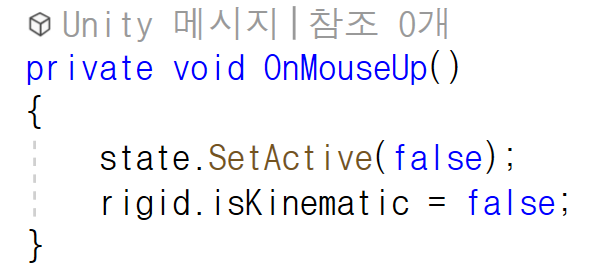 Unity 메시지|참조 0개
private void OnMouseUp()
{
state.SetActive(false);
rigid.isKinematic = false;
}